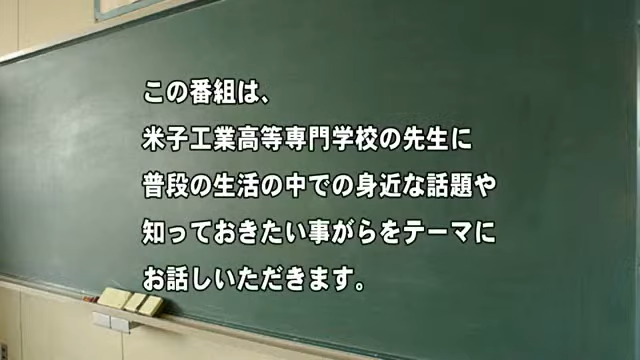 この番組は、
米子工業高等専門学校の先生に
普段の生活の中での身近な話題や
知っておきたい事がらをテーマに
お話しいただきます。